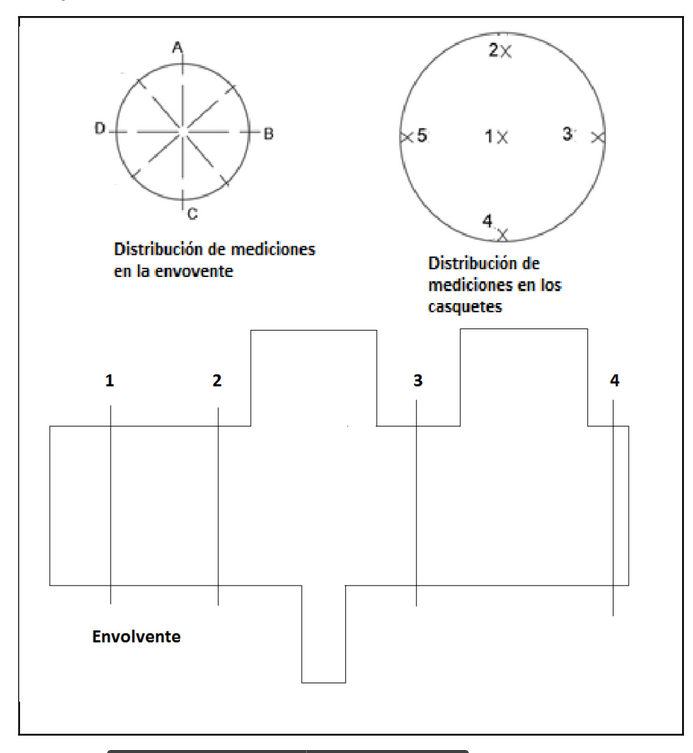 A
D
B
C
Distribución de mediciones
en la envovente
2
1
3
5
4
Distribución de
mediciones en los
casquetes
1
2
3
4
Envolvente